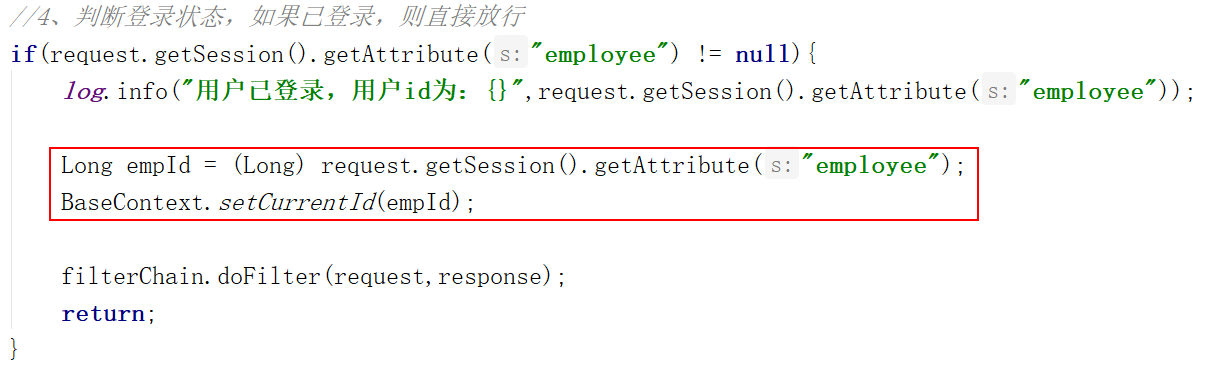 //4、判断登录状态，如果已登录，则直接放行
if(request.getSession().getAttribute( s: "employee") != null){
log.info("用户已登录，用户id为：{}",request.getSession().getAttribute( s: "employee"));
Long empId = (Long) request.getSession().getAttribute( s: "employee");
BaseContext.setCurrentId(empId);
filterChain.doFilter(request,response);
return;
}